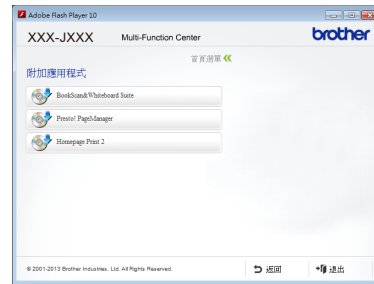 Adobe Flash Player 10
XXX-JXXX Multi-Function Center brother
首頁選單
附加應用程式
BookScan&Whiteboard Suite
Presto! PageManager
Homepage Print 2
© 2001-2013 Brother Industries, Ltd. All Rights Reserved. 返回 退出